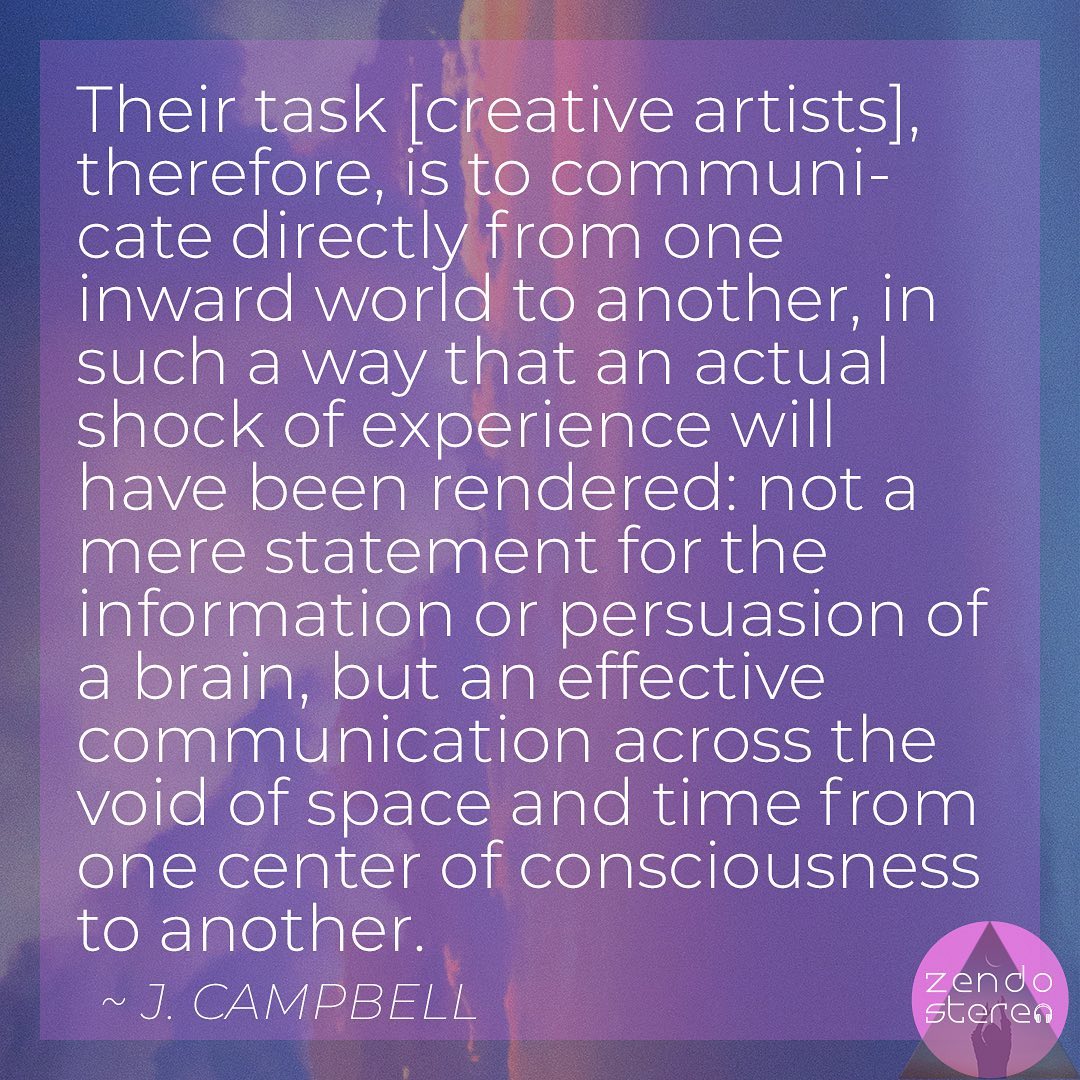 Their task [creative artists],
therefore, is to communi-
cate directly from one
inward world to another, in
such a way that an actual
shock of experience will
have been rendered: not a
mere statement for the
information or persuasion of
a brain, but an effective
communication across the
void of space and time from
one center of consciousness
to another.
~ J. CAMPBELL
zendo
stereo